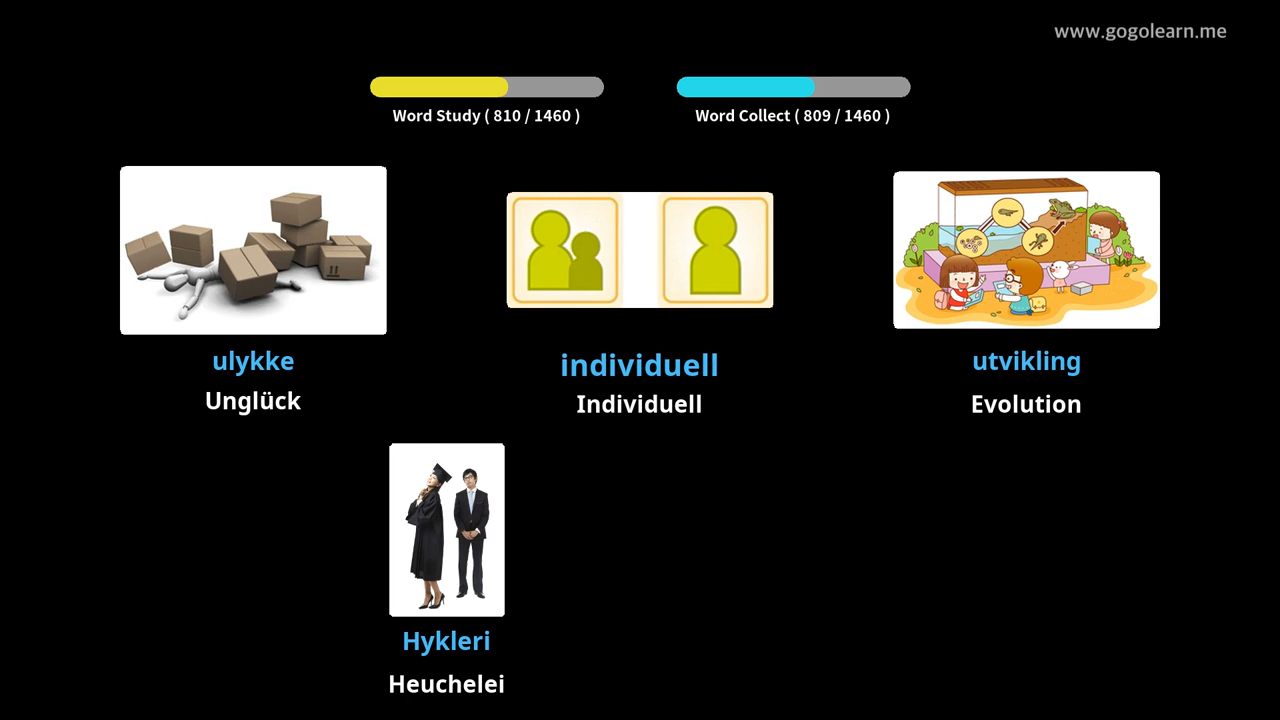 www.gogolearn.me
Word Study ( 810 / 1460 )
Word Collect ( 809 / 1460 )
ulykke
Unglück
individuell
Individuell
utvikling
Evolution
Hykleri
Heuchelei